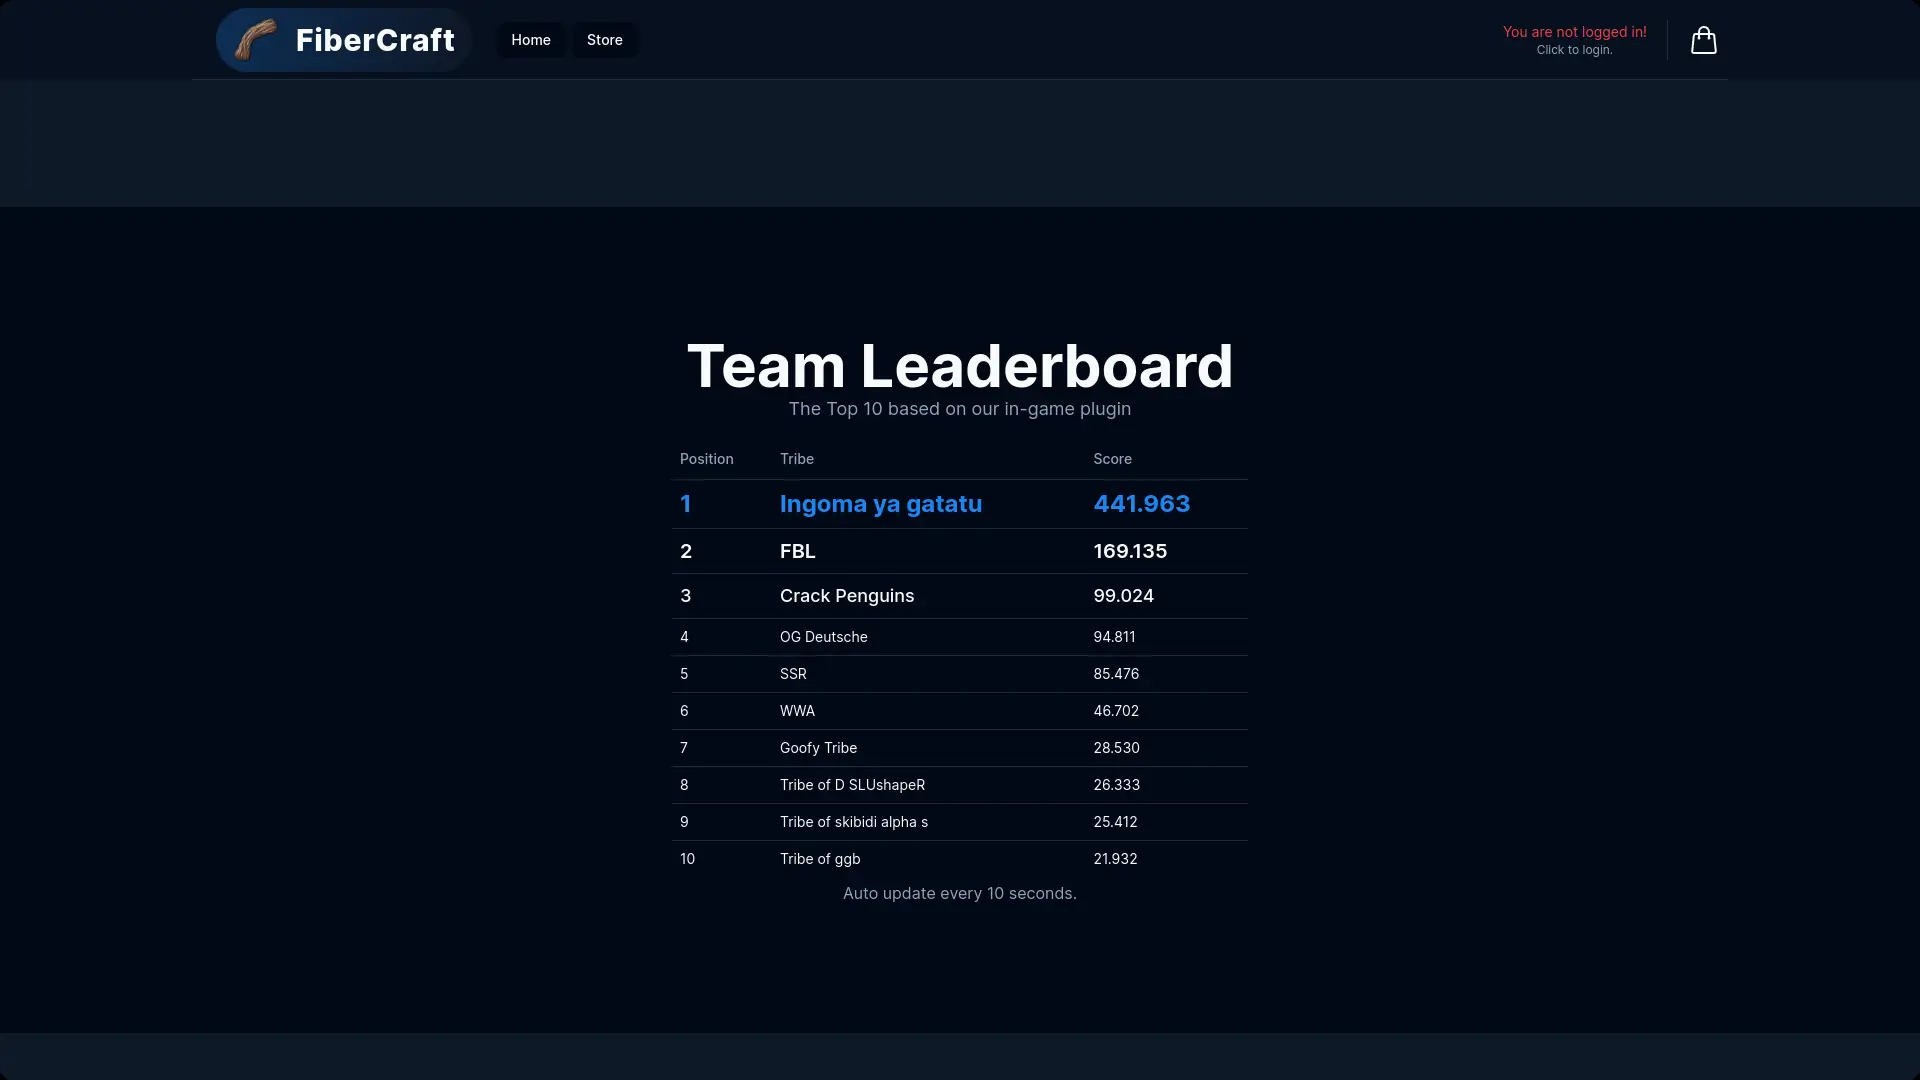 FiberCraft
Home
Store
You are not logged in!
Click to login.
Team Leaderboard
The Top 10 based on our in-game plugin
Position Tribe Score
1 Ingoma ya gatatu 441.963
2 FBL 169.135
3 Crack Penguins 99.024
4 OG Deutsche 94.811
5 SSR 85.476
6 WWA 46.702
7 Goofy Tribe 28.530
8 Tribe of D SLUshapeR 26.333
9 Tribe of skibidi alpha s 25.412
10 Tribe of ggb 21.932
Auto update every 10 seconds.